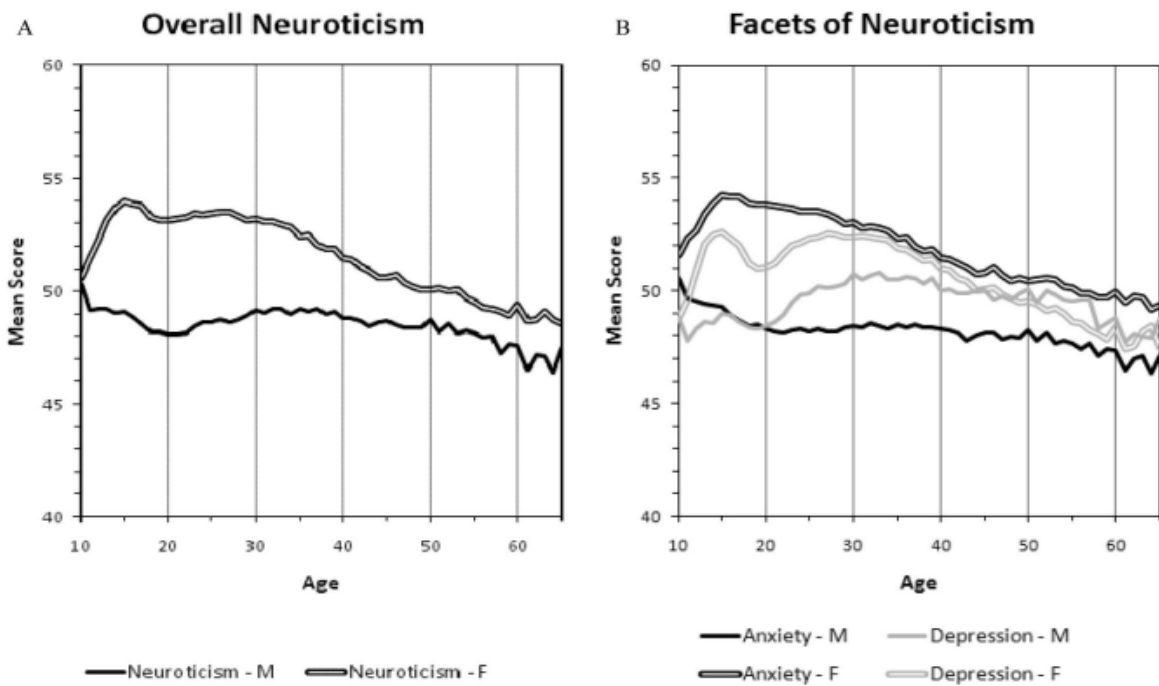 A
Overall Neuroticism
60
55
50
45
40
Mean Score
10 20 30 40 50 60
Age
Neuroticism - M Neuroticism - F
B
Facets of Neuroticism
60
55
50
45
40
Mean Score
10 20 30 40 50 60
Age
Anxiety - M Depression - M
Anxiety - F Depression - F